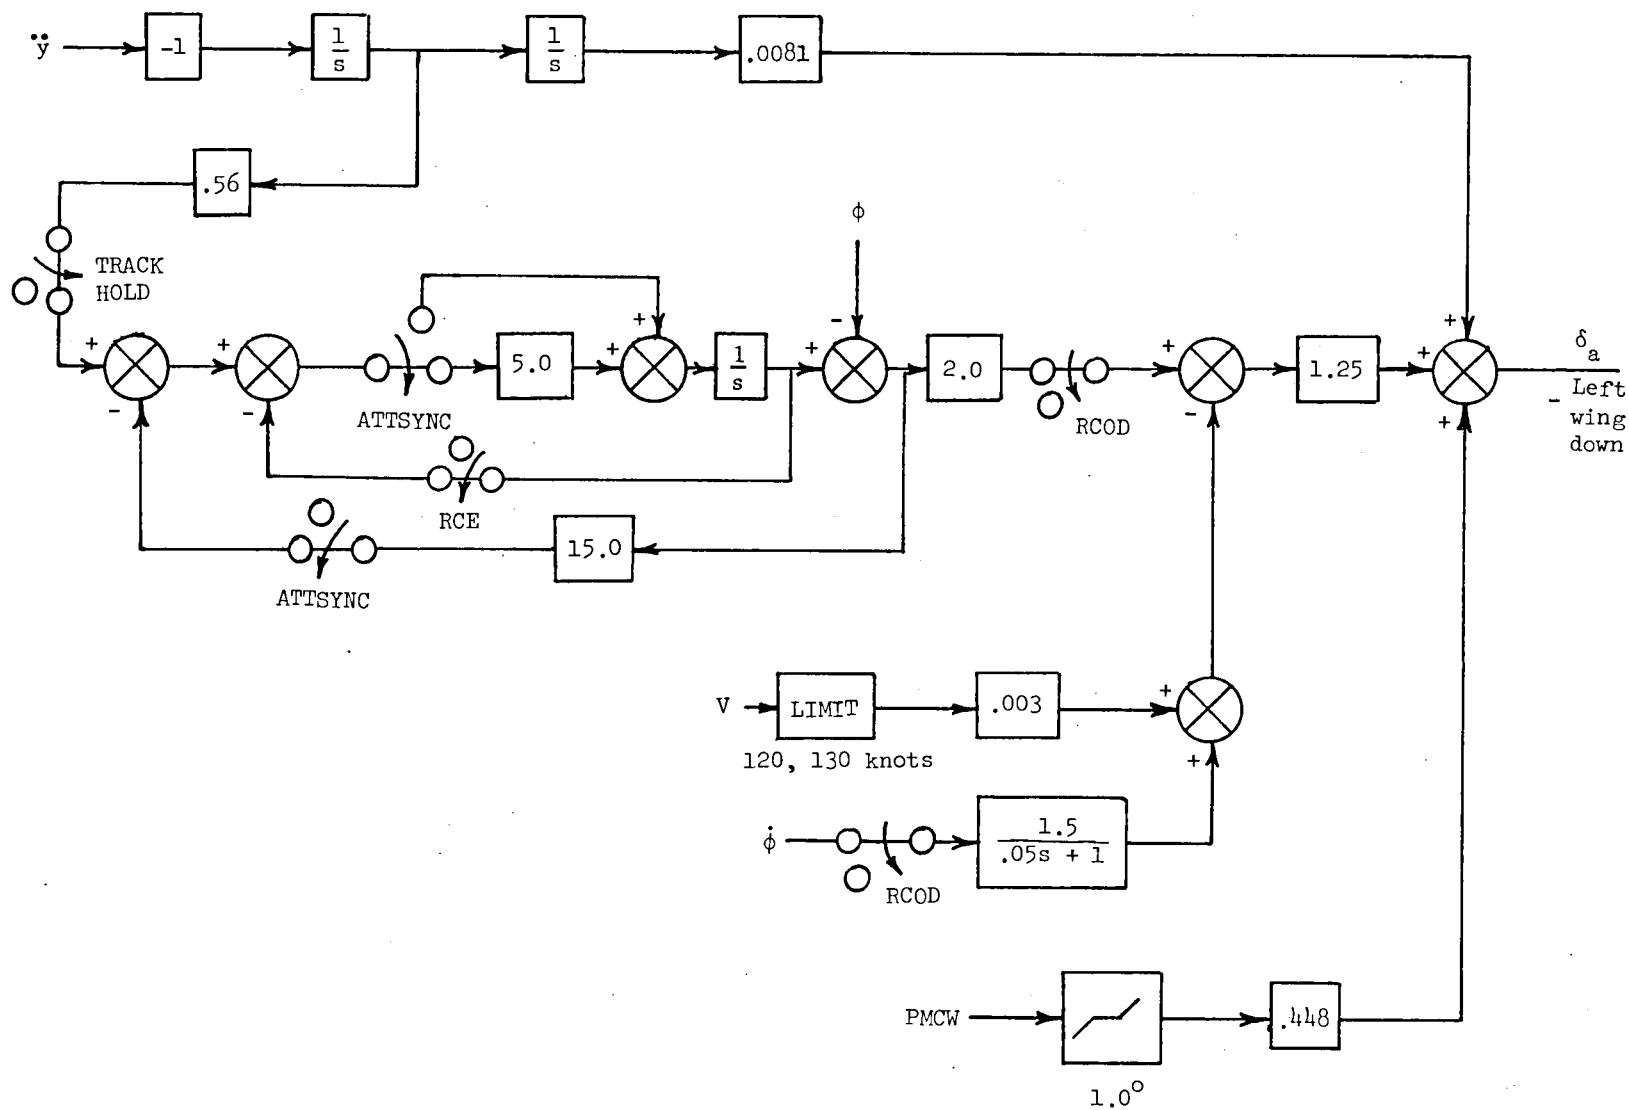 ÿ
-1
1
s
1
s
.0081
.56
ϕ
TRACK
HOLD
+
-
+
-
ATTSYNC
5.0
+
+
1
s
+
-
2.0
RCOD
+
-
1.25
+
+
+
δa
- Left
wing
down
RCE
15.0
ATTSYNC
V
LIMIT
.003
+
+
120, 130 knots
ϕ̇
RCOD
1.5
.05s + 1
PMCW
.448
1.0°